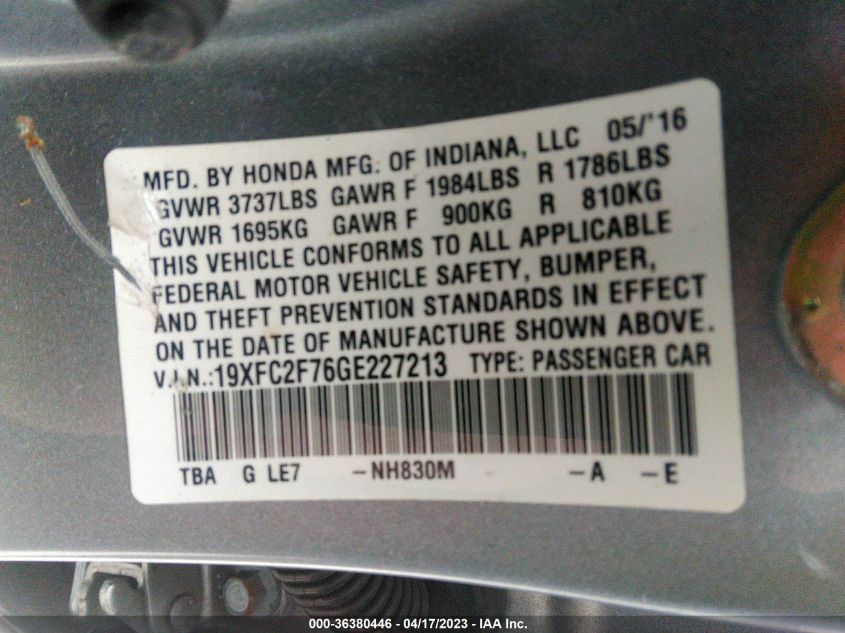 MFD. BY HONDA MFG. OF INDIANA, LLC 05/'16
GVWR 3737LBS GAWR F 1984LBS R 1786LBS
GVWR 1695KG GAWR F 900KG R 810KG
THIS VEHICLE CONFORMS TO ALL APPLICABLE
FEDERAL MOTOR VEHICLE SAFETY, BUMPER,
AND THEFT PREVENTION STANDARDS IN EFFECT
ON THE DATE OF MANUFACTURE SHOWN ABOVE.
V.I.N.:19XFC2F76GE227213 TYPE: PASSENGER CAR
TBA G LE7 -NH830M -A -E
000-36380446 - 04/17/2023 - IAA Inc.